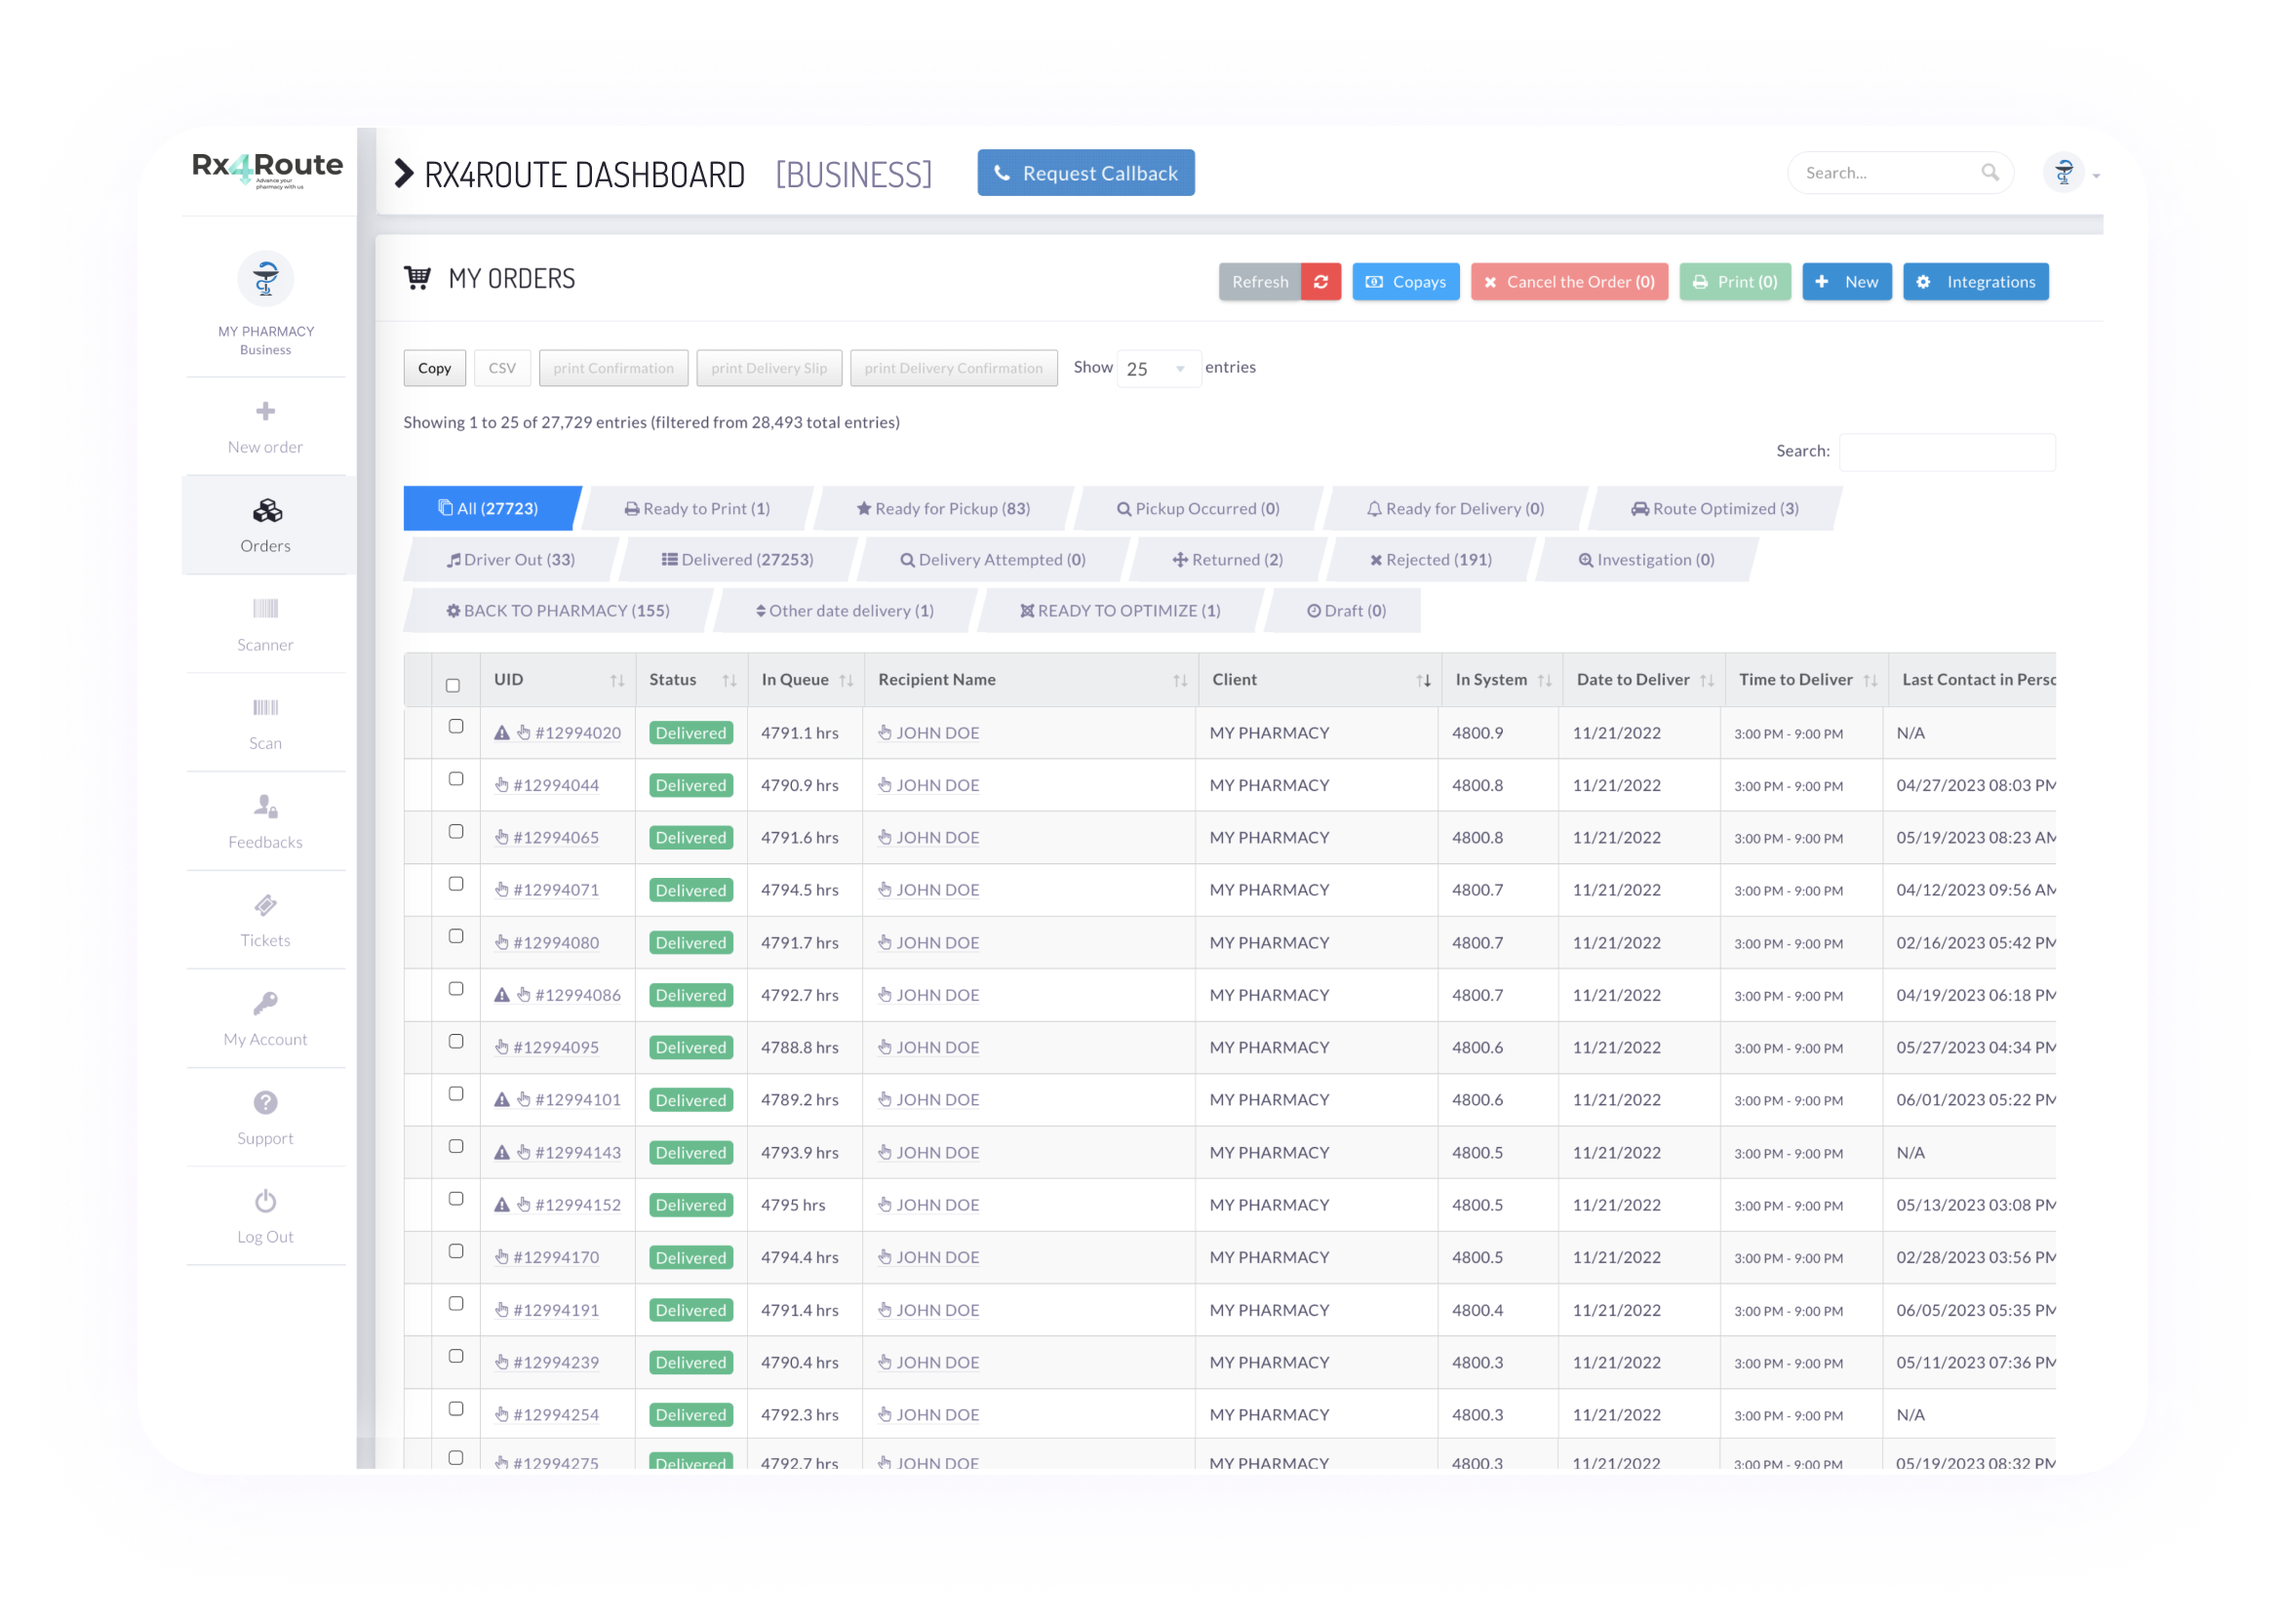 Rx4Route
Advance your
pharmacy with us
RX4ROUTE DASHBOARD [BUSINESS] Request Callback Search...
MY PHARMACY
Business
New order
Orders
Scanner
Scan
Feedbacks
Tickets
My Account
Support
Log Out
MY ORDERS Refresh Copays Cancel the Order (0) Print (0) New Integrations
Copy CSV print Confirmation print Delivery Slip print Delivery Confirmation Show 25 entries
Showing 1 to 25 of 27,729 entries (filtered from 28,493 total entries)
Search:
All (27723) Ready to Print (1) Ready for Pickup (83) Pickup Occurred (0) Ready for Delivery (0) Route Optimized (3)
Driver Out (33) Delivered (27253) Delivery Attempted (0) Returned (2) Rejected (191) Investigation (0)
BACK TO PHARMACY (155) Other date delivery (1) READY TO OPTIMIZE (1) Draft (0)
UID Status In Queue Recipient Name Client In System Date to Deliver Time to Deliver Last Contact in Perso
#12994020 Delivered 4791.1 hrs JOHN DOE MY PHARMACY 4800.9 11/21/2022 3:00 PM - 9:00 PM N/A
#12994044 Delivered 4790.9 hrs JOHN DOE MY PHARMACY 4800.8 11/21/2022 3:00 PM - 9:00 PM 04/27/2023 08:03 PM
#12994065 Delivered 4791.6 hrs JOHN DOE MY PHARMACY 4800.8 11/21/2022 3:00 PM - 9:00 PM 05/19/2023 08:23 AM
#12994071 Delivered 4794.5 hrs JOHN DOE MY PHARMACY 4800.7 11/21/2022 3:00 PM - 9:00 PM 04/12/2023 09:56 AM
#12994080 Delivered 4791.7 hrs JOHN DOE MY PHARMACY 4800.7 11/21/2022 3:00 PM - 9:00 PM 02/16/2023 05:42 PM
#12994086 Delivered 4792.7 hrs JOHN DOE MY PHARMACY 4800.7 11/21/2022 3:00 PM - 9:00 PM 04/19/2023 06:18 PM
#12994095 Delivered 4788.8 hrs JOHN DOE MY PHARMACY 4800.6 11/21/2022 3:00 PM - 9:00 PM 05/27/2023 04:34 PM
#12994101 Delivered 4789.2 hrs JOHN DOE MY PHARMACY 4800.6 11/21/2022 3:00 PM - 9:00 PM 06/01/2023 05:22 PM
#12994143 Delivered 4793.9 hrs JOHN DOE MY PHARMACY 4800.5 11/21/2022 3:00 PM - 9:00 PM N/A
#12994152 Delivered 4795 hrs JOHN DOE MY PHARMACY 4800.5 11/21/2022 3:00 PM - 9:00 PM 05/13/2023 03:08 PM
#12994170 Delivered 4794.4 hrs JOHN DOE MY PHARMACY 4800.5 11/21/2022 3:00 PM - 9:00 PM 02/28/2023 03:56 PM
#12994191 Delivered 4791.4 hrs JOHN DOE MY PHARMACY 4800.4 11/21/2022 3:00 PM - 9:00 PM 06/05/2023 05:35 PM
#12994239 Delivered 4790.4 hrs JOHN DOE MY PHARMACY 4800.3 11/21/2022 3:00 PM - 9:00 PM 05/11/2023 07:36 PM
#12994254 Delivered 4792.3 hrs JOHN DOE MY PHARMACY 4800.3 11/21/2022 3:00 PM - 9:00 PM N/A
#12994275 Delivered 4792.7 hrs JOHN DOE MY PHARMACY 4800.3 11/21/2022 3:00 PM - 9:00 PM 05/19/2023 08:32 PM